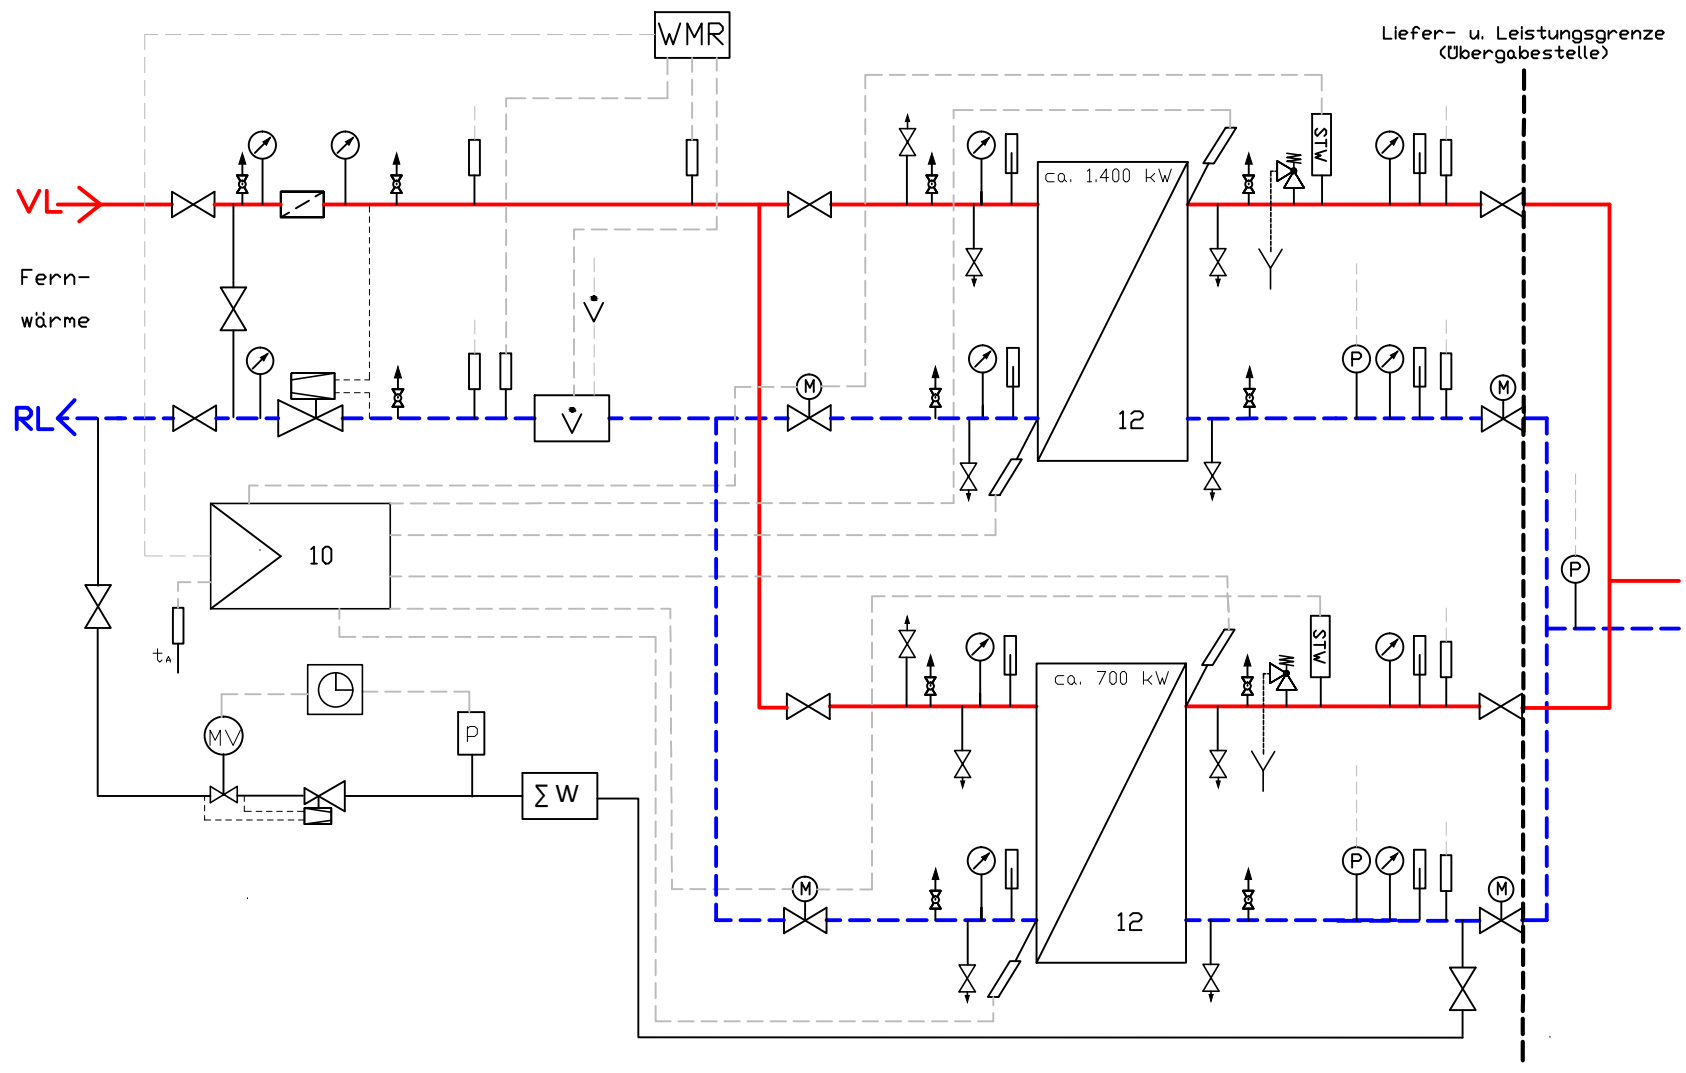 WMR
Liefer- u. Leistungsgrenze
(Übergabestelle)
STW
ca. 1.400 kW
VL
Fern-
wärme
V
P
M
M
RL
V
12
10
P
STW
tA
ca. 700 kW
MV
P
Σ W
P
M
M
12